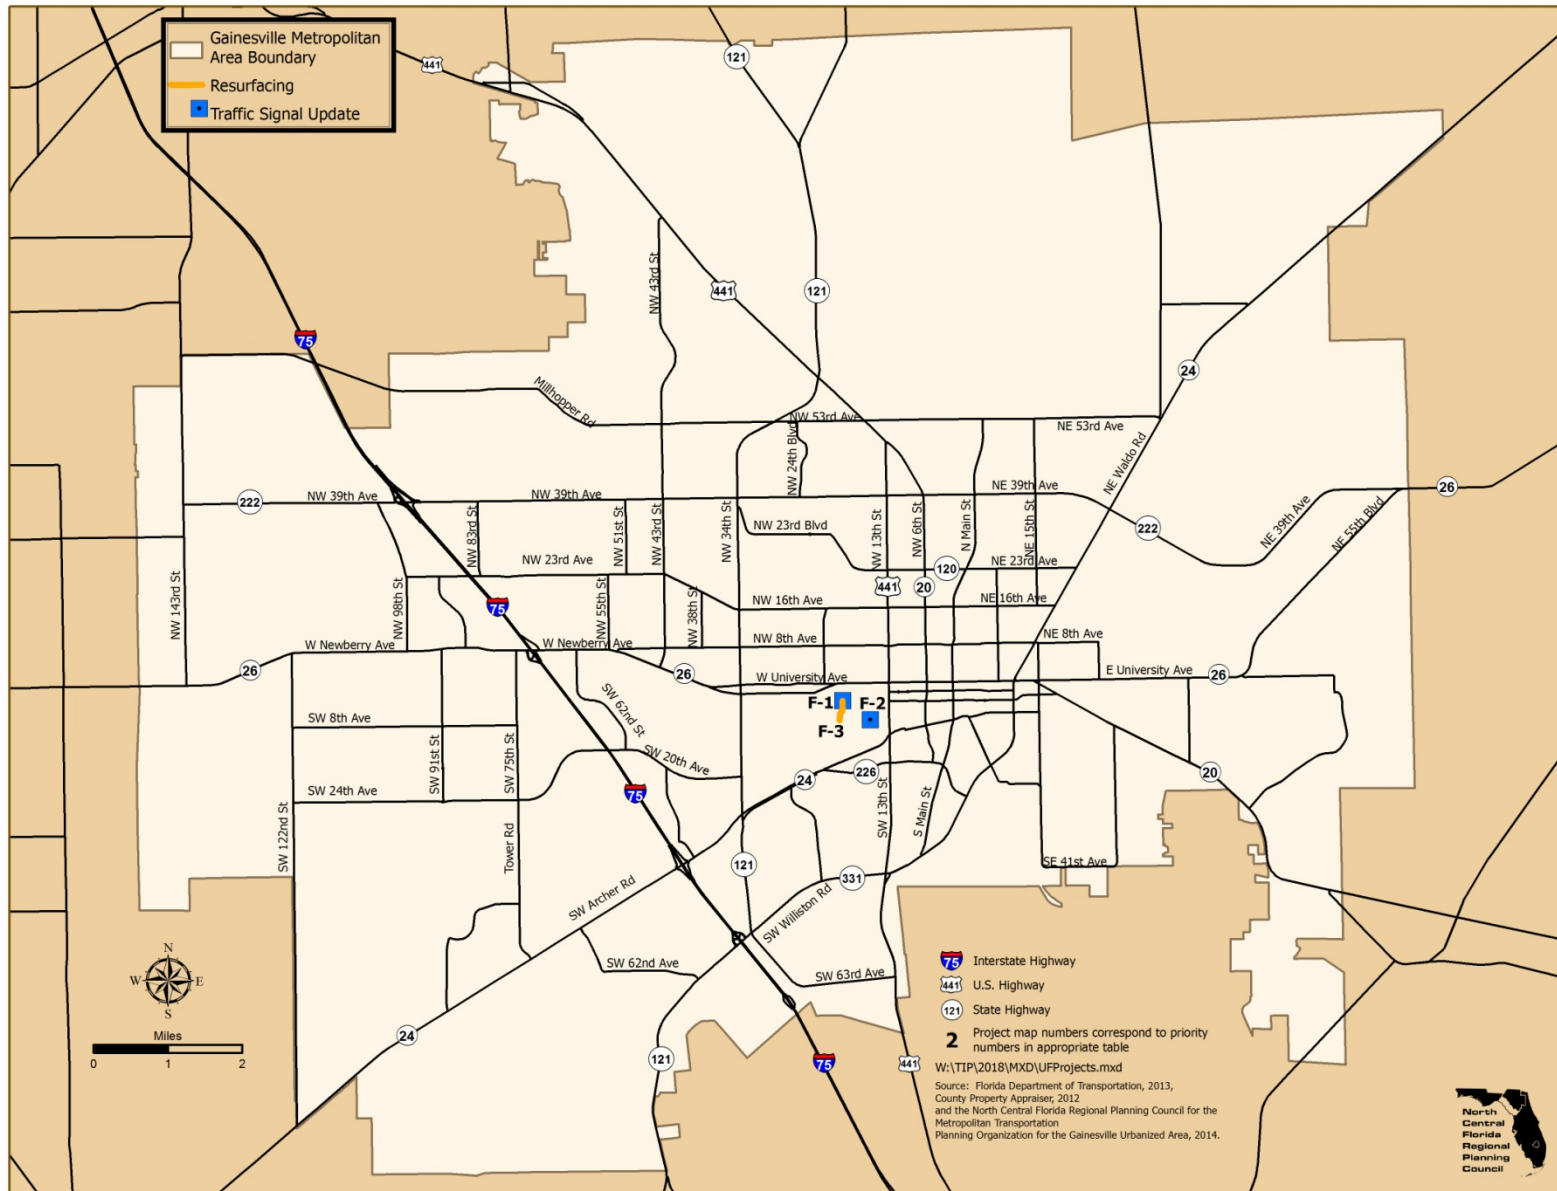 Gainesville Metropolitan
Area Boundary
Resurfacing
Traffic Signal Update
441
121
NW 43rd St
441
121
75
24
Millhopper Rd
NW 53rd Ave
NE 53rd Ave
NW 24th Blvd
NE Waldo Rd
222
NW 39th Ave
NW 39th Ave
NE 39th Ave
26
222
NE 39th Ave
NE 55th Blvd
NW 83rd St
NW 51st St
NW 43rd St
NW 34th St
NW 23rd Blvd
NW 13th St
NW 6th St
N Main St
NE 15th St
NW 23rd Ave
120
NE 23rd Ave
NW 143rd St
NW 98th St
75
NW 55th St
NW 38th St
441
20
NW 16th Ave
NE 16th Ave
W Newberry Ave
W Newberry Ave
NW 8th Ave
NE 8th Ave
26
26
W University Ave
E University Ave
26
SW 62nd St
F-1
F-2
F-3
SW 8th Ave
SW 91st St
SW 75th St
SW 20th Ave
24
226
20
SW 24th Ave
75
SW 13th St
S Main St
SW 122nd St
Tower Rd
121
SE 41st Ave
331
SW Archer Rd
SW Williston Rd
SW 62nd Ave
SW 63rd Ave
N
W
E
S
Miles
0
1
2
24
121
75
441
75
Interstate Highway
441
U.S. Highway
121
State Highway
2
Project map numbers correspond to priority
numbers in appropriate table
W:\TIP\2018\MXD\UFProjects.mxd
Source: Florida Department of Transportation, 2013,
County Property Appraiser, 2012
and the North Central Florida Regional Planning Council for the
Metropolitan Transportation
Planning Organization for the Gainesville Urbanized Area, 2014.
North
Central
Florida
Regional
Planning
Council